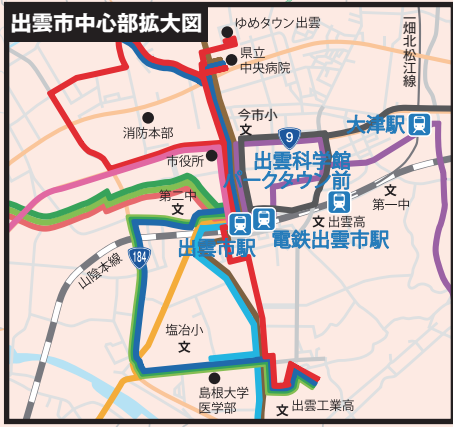 出雲市中心部拡大図
ゆめタウン出雲
県立
中央病院
一畑北松江線
消防本部
今市小
文
9
大津駅
市役所
出雲科学館
パークタウン前
第二中
文
文
第一中
文 出雲高
出雲市駅
電鉄出雲市駅
184
山陰本線
塩冶小
文
島根大学
医学部
文 出雲工業高